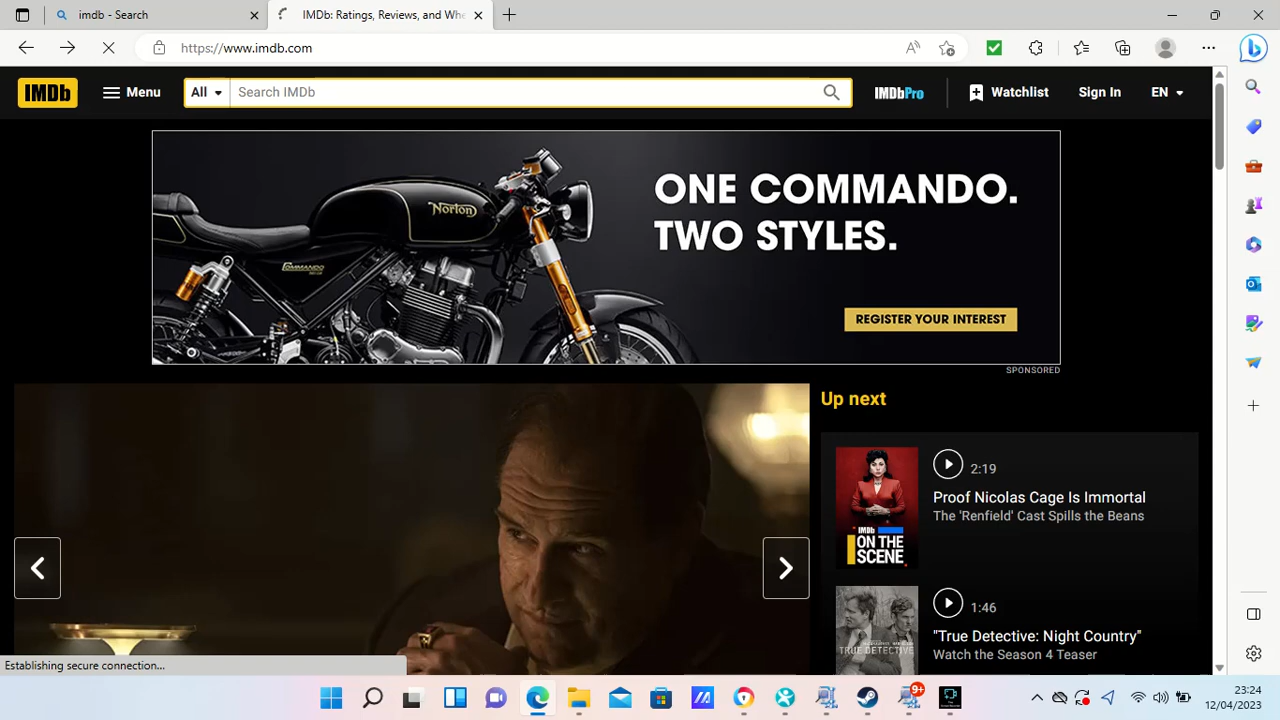 imdb - Search
IMDb: Ratings, Reviews, and Whe
https://www.imdb.com
IMDb
Menu
All
Search IMDb
IMDbPro
Watchlist
Sign In
EN
Norton
COMMANDO
ONE COMMANDO.
TWO STYLES.
REGISTER YOUR INTEREST
SPONSORED
Up next
IMDb
ON THE
SCENE
2:19
Proof Nicolas Cage Is Immortal
The 'Renfield' Cast Spills the Beans
TRUE DETECTIVE
1:46
"True Detective: Night Country"
Watch the Season 4 Teaser
Establishing secure connection...
9+
23:24
12/04/2023